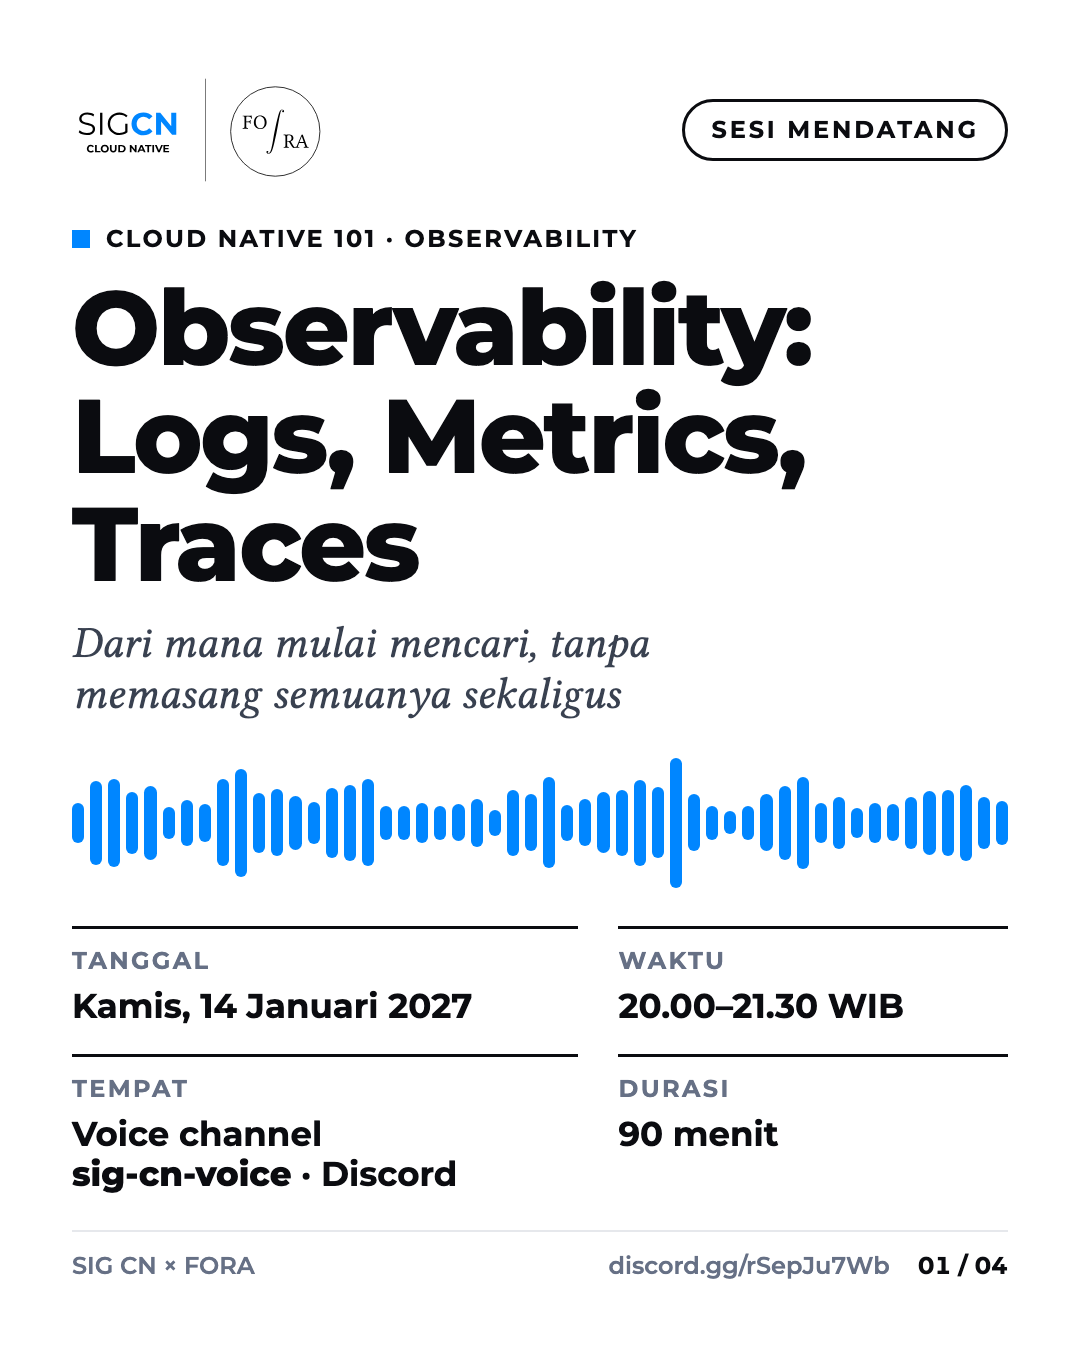 SIGCN
CLOUD NATIVE
FO
RA
SESI MENDATANG
CLOUD NATIVE 101 · OBSERVABILITY
Observability:
Logs, Metrics,
Traces
Dari mana mulai mencari, tanpa
memasang semuanya sekaligus
TANGGAL
Kamis, 14 Januari 2027
WAKTU
20.00–21.30 WIB
TEMPAT
Voice channel
sig-cn-voice · Discord
DURASI
90 menit
SIG CN × FORA
discord.gg/rSepJu7Wb
01 / 04